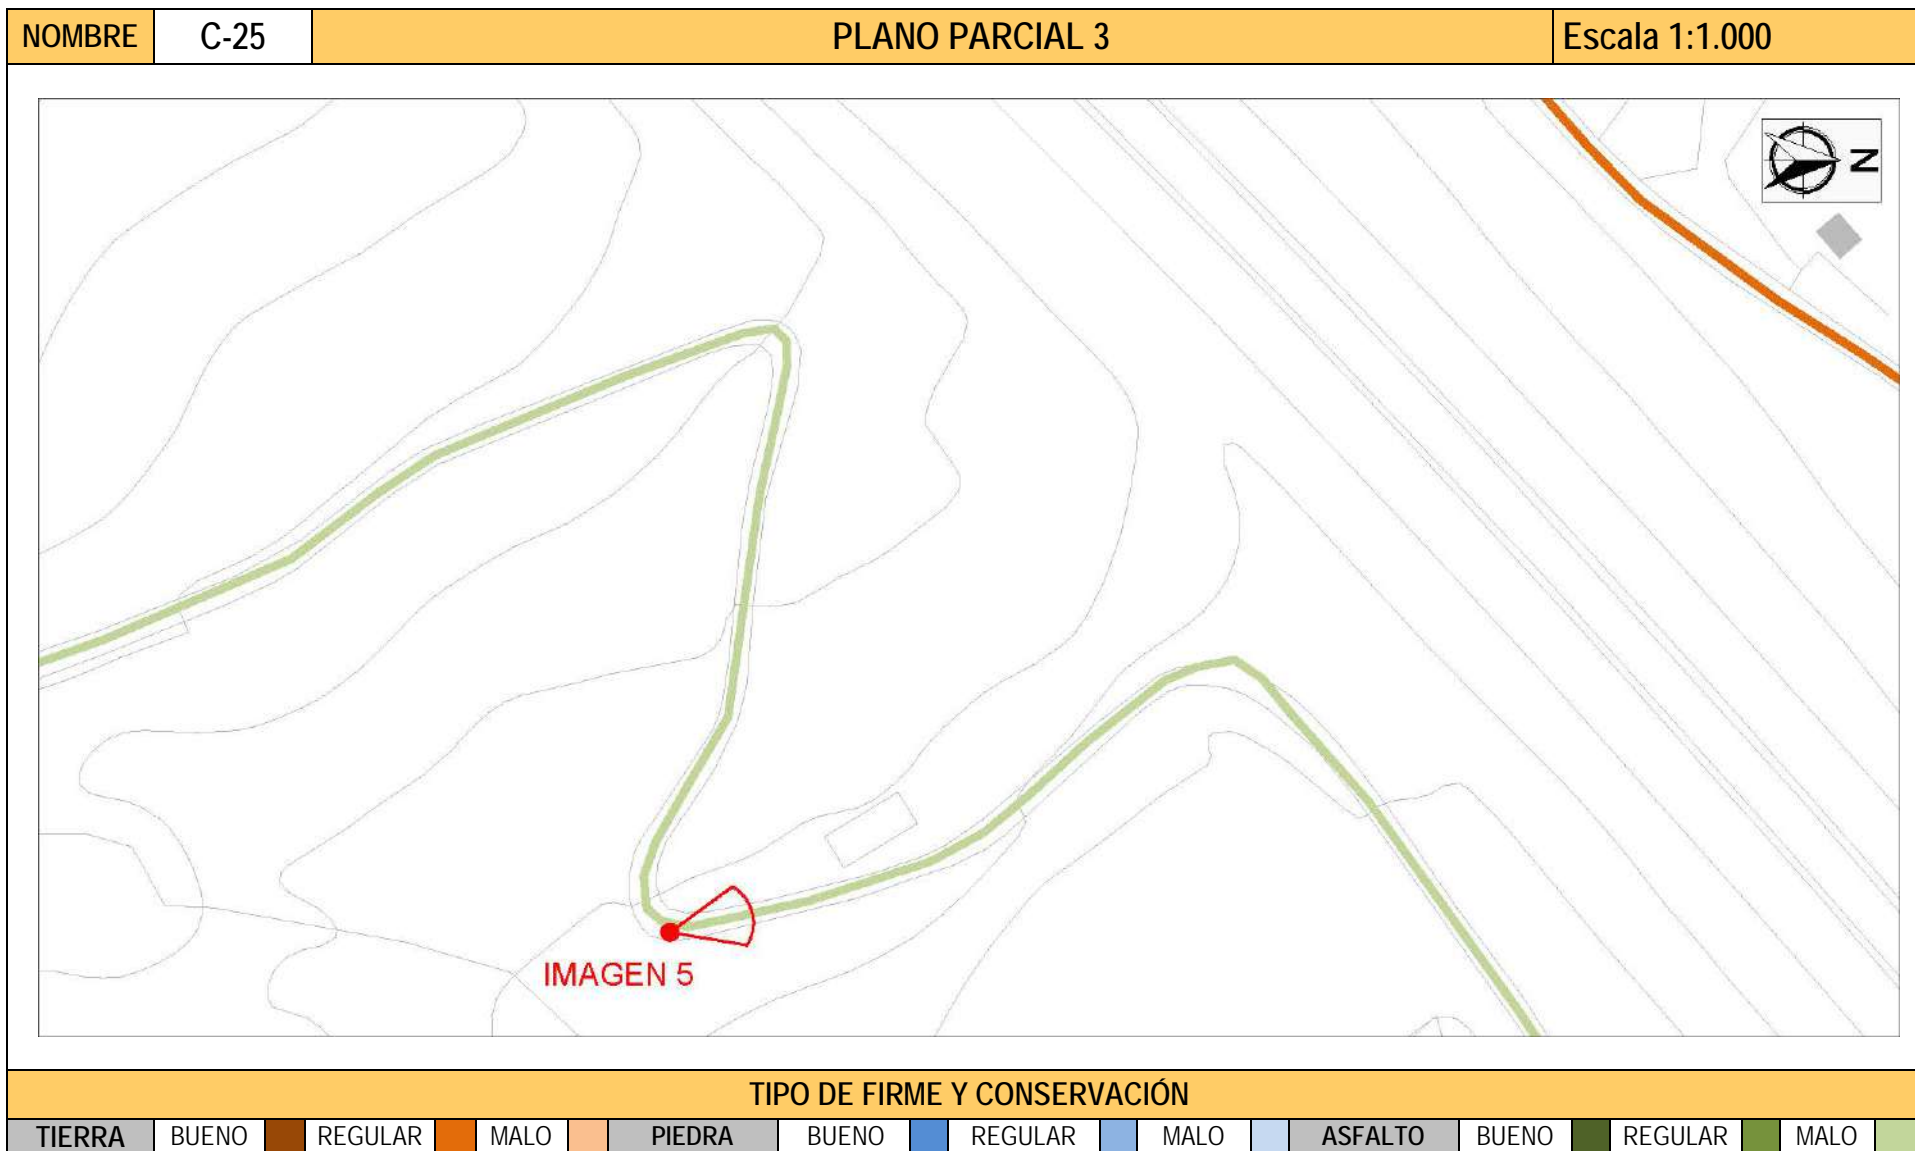 NOMBRE C-25 PLANO PARCIAL 3 Escala 1:1.000
N
IMAGEN 5
TIPO DE FIRME Y CONSERVACIÓN
TIERRA BUENO REGULAR MALO PIEDRA BUENO REGULAR MALO ASFALTO BUENO REGULAR MALO